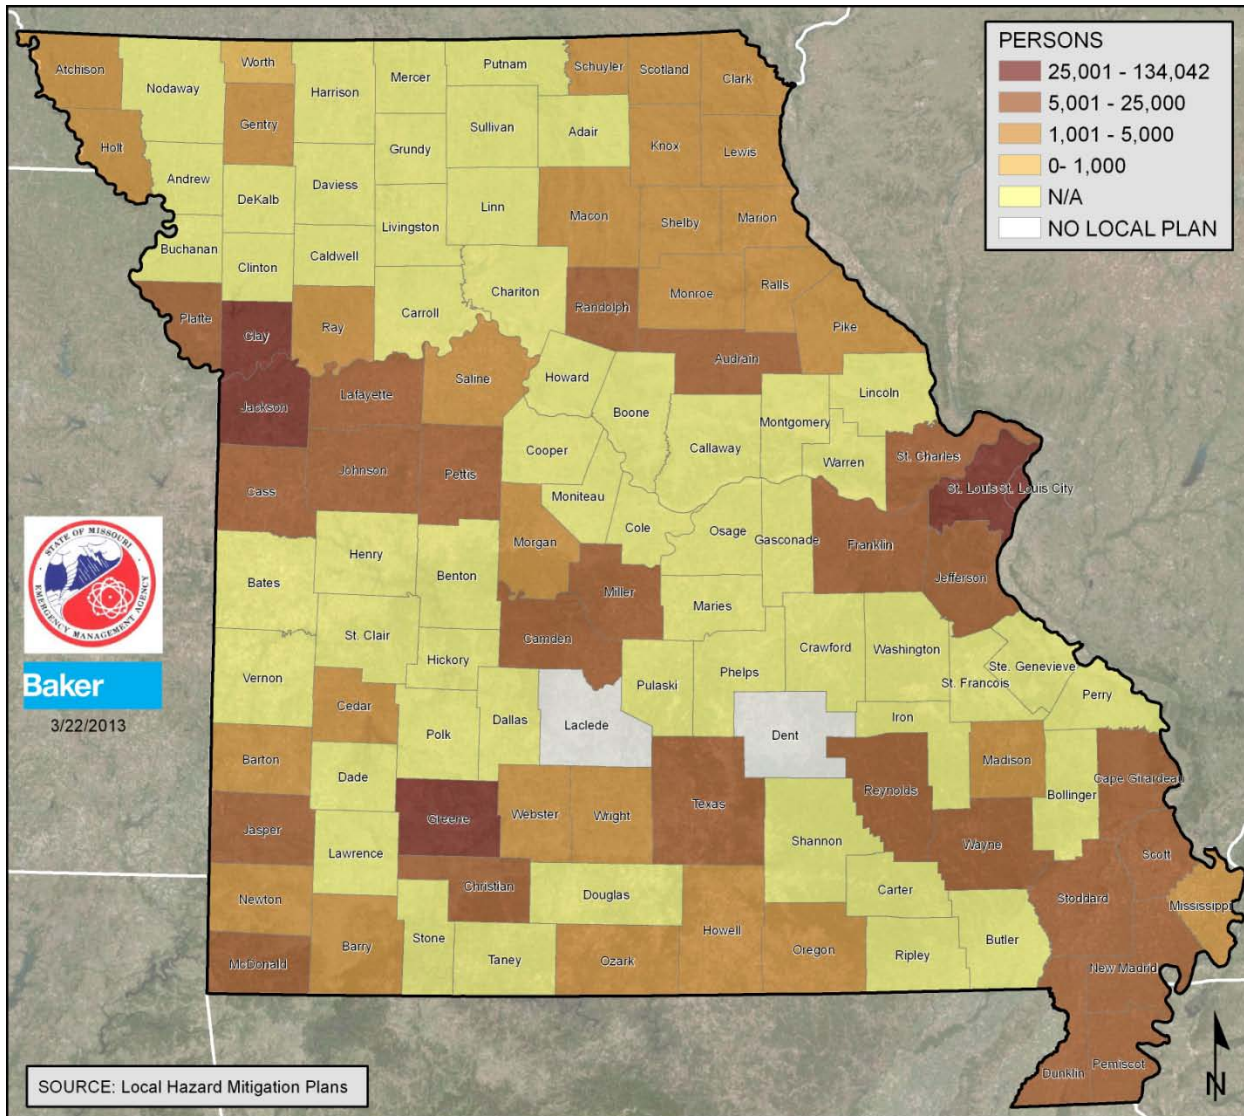 PERSONS
25,001 - 134,042
5,001 - 25,000
1,001 - 5,000
0- 1,000
N/A
NO LOCAL PLAN
Atchison
Nodaway
Worth
Harrison
Mercer
Putnam
Schuyler
Scotland
Clark
Holt
Gentry
Grundy
Sullivan
Adair
Knox
Lewis
Andrew
DeKalb
Daviess
Livingston
Linn
Macon
Shelby
Marion
Buchanan
Clinton
Caldwell
Carroll
Chariton
Randolph
Monroe
Ralls
Pike
Platte
Clay
Ray
Saline
Howard
Boone
Audrain
Lincoln
Jackson
Lafayette
Cooper
Callaway
Montgomery
Warren
St. Charles
Cass
Johnson
Pettis
Moniteau
Cole
Osage
Gasconade
Franklin
St. Louis
St. Louis City
Jefferson
Bates
Henry
Benton
Morgan
Miller
Maries
Camden
St. Clair
Hickory
Vernon
Pulaski
Phelps
Crawford
Washington
St. Francois
Ste. Genevieve
Perry
Cedar
Polk
Dallas
Laclede
Dent
Iron
Madison
Bollinger
Cape Girardeau
Barton
Dade
Greene
Webster
Wright
Texas
Reynolds
Shannon
Wayne
Scott
Jasper
Lawrence
Christian
Douglas
Carter
Stoddard
Mississippi
Newton
Barry
Stone
Taney
Ozark
Howell
Oregon
Ripley
Butler
New Madrid
McDonald
Dunklin
Pemiscot
STATE OF MISSOURI
EMERGENCY MANAGEMENT AGENCY
Baker
3/22/2013
SOURCE: Local Hazard Mitigation Plans
N